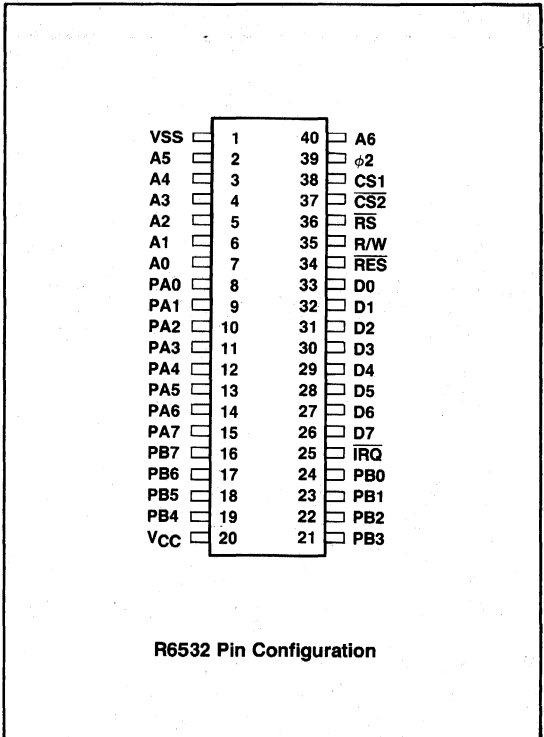 VSS 1 40 A6
A5 2 39 ϕ2
A4 3 38 CS1
A3 4 37 C̅S̅2̅
A2 5 36 R̅S̅
A1 6 35 R/W
A0 7 34 R̅E̅S̅
PA0 8 33 D0
PA1 9 32 D1
PA2 10 31 D2
PA3 11 30 D3
PA4 12 29 D4
PA5 13 28 D5
PA6 14 27 D6
PA7 15 26 D7
PB7 16 25 I̅R̅Q̅
PB6 17 24 PB0
PB5 18 23 PB1
PB4 19 22 PB2
VCC 20 21 PB3
R6532 Pin Configuration